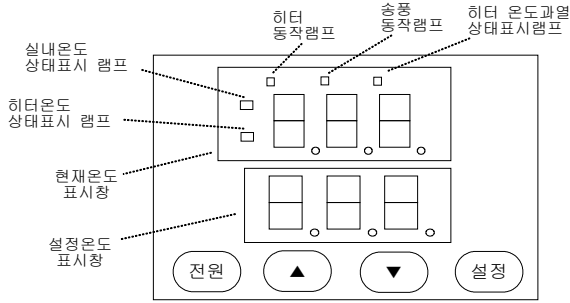 히터
동작램프
송풍
동작램프
히터 온도과열
상태표시램프
실내온도
상태표시 램프
히터온도
상태표시 램프
현재온도
표시창
설정온도
표시창
전원
▲
▼
설정